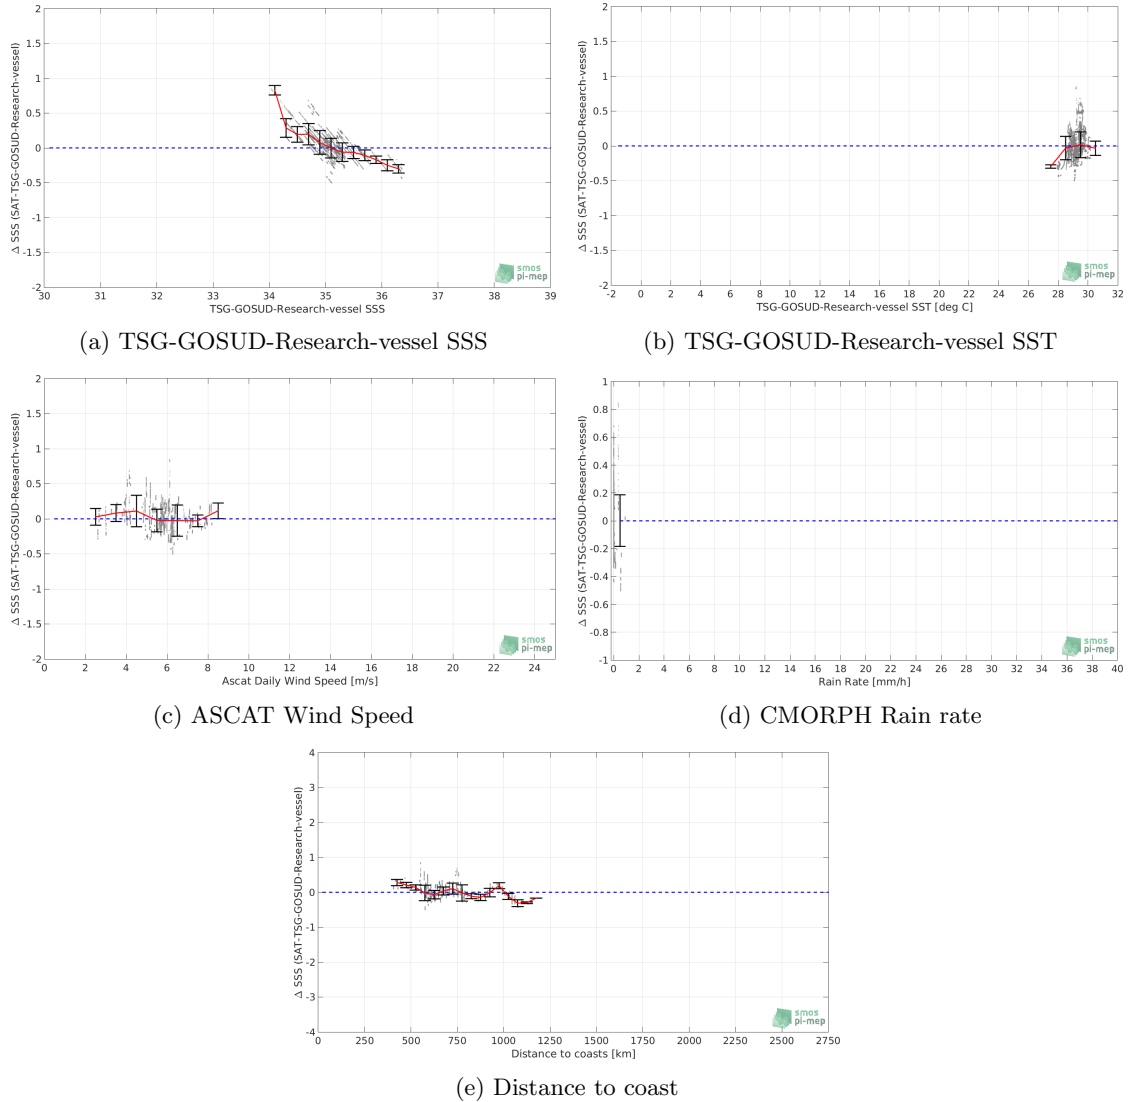 2
1.5
1
0.5
0
-0.5
-1
-1.5
-2
Δ SSS (SAT-TSG-GOSUD-Research-vessel)
30 31 32 33 34 35 36 37 38 39
TSG-GOSUD-Research-vessel SSS
smos
pi-mep
(a) TSG-GOSUD-Research-vessel SSS
2
1.5
1
0.5
0
-0.5
-1
-1.5
-2
Δ SSS (SAT-TSG-GOSUD-Research-vessel)
-2 0 2 4 6 8 10 12 14 16 18 20 22 24 26 28 30 32
TSG-GOSUD-Research-vessel SST [deg C]
smos
pi-mep
(b) TSG-GOSUD-Research-vessel SST
2
1.5
1
0.5
0
-0.5
-1
-1.5
-2
Δ SSS (SAT-TSG-GOSUD-Research-vessel)
0 2 4 6 8 10 12 14 16 18 20 22 24
Ascat Daily Wind Speed [m/s]
smos
pi-mep
(c) ASCAT Wind Speed
1
0.8
0.6
0.4
0.2
0
-0.2
-0.4
-0.6
-0.8
-1
Δ SSS (SAT-TSG-GOSUD-Research-vessel)
0 2 4 6 8 10 12 14 16 18 20 22 24 26 28 30 32 34 36 38 40
Rain Rate [mm/h]
smos
pi-mep
(d) CMORPH Rain rate
4
3
2
1
0
-1
-2
-3
-4
Δ SSS (SAT-TSG-GOSUD-Research-vessel)
0 250 500 750 1000 1250 1500 1750 2000 2250 2500 2750
Distance to coasts [km]
smos
pi-mep
(e) Distance to coast